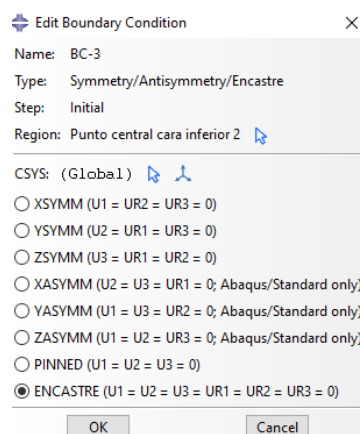 Edit Boundary Condition
Name: BC-3
Type: Symmetry/Antisymmetry/Encastre
Step: Initial
Region: Punto central cara inferior 2
CSYS: (Global)
XSYMM (U1 = UR2 = UR3 = 0)
YSYMM (U2 = UR1 = UR3 = 0)
ZSYMM (U3 = UR1 = UR2 = 0)
XASYMM (U2 = U3 = UR1 = 0; Abaqus/Standard only)
YASYMM (U1 = U3 = UR2 = 0; Abaqus/Standard only)
ZASYMM (U1 = U2 = UR3 = 0; Abaqus/Standard only)
PINNED (U1 = U2 = U3 = 0)
ENCASTRE (U1 = U2 = U3 = UR1 = UR2 = UR3 = 0)
OK Cancel